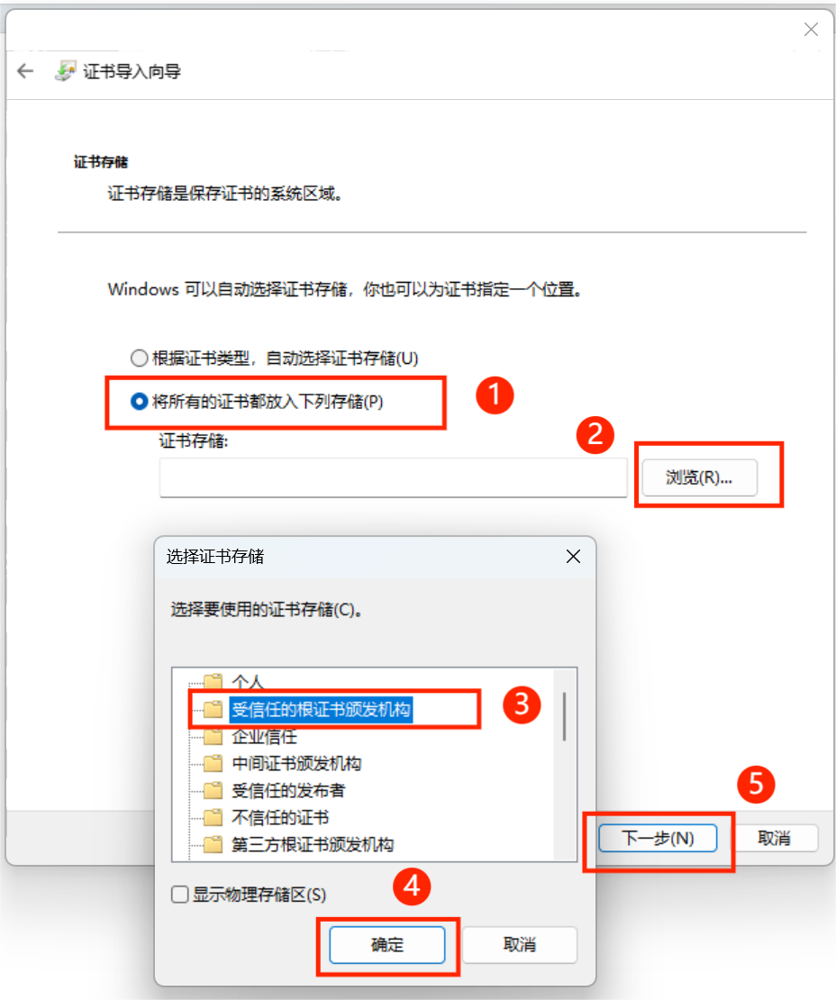 证书导入向导
证书存储
证书存储是保存证书的系统区域。
Windows 可以自动选择证书存储，你也可以为证书指定一个位置。
根据证书类型，自动选择证书存储(U)
将所有的证书都放入下列存储(P)
1
证书存储:
2
浏览(R)...
选择证书存储
选择要使用的证书存储(C)。
个人
受信任的根证书颁发机构
3
企业信任
中间证书颁发机构
受信任的发布者
不信任的证书
第三方根证书颁发机构
5
下一步(N)
取消
显示物理存储区(S)
4
确定
取消